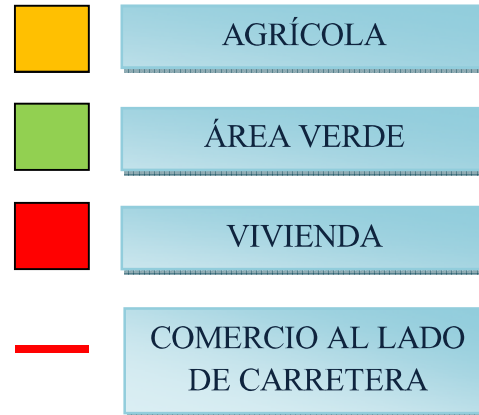 AGRÍCOLA
ÁREA VERDE
VIVIENDA
COMERCIO AL LADO
DE CARRETERA